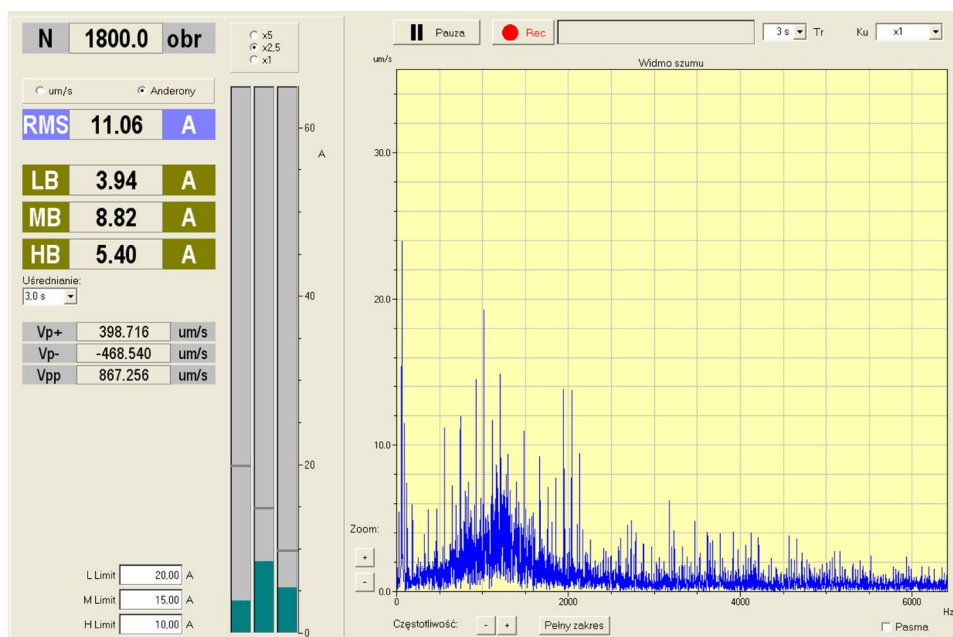 N 1800.0 obr
x5
x2,5
x1
um/s Anderony
RMS 11.06 A
LB 3.94 A
MB 8.82 A
HB 5.40 A
Uśrednianie:
3,0 s
Vp+ 398.716 um/s
Vp- -468.540 um/s
Vpp 867.256 um/s
L Limit 20,00 A
M Limit 15,00 A
H Limit 10,00 A
60
A
40
20
0
Pauza Rec 3 s Tr Ku x1
um/s Widmo szumu
30.0
20.0
10.0
0.0
0 2000 4000 6000 Hz
Zoom:
+
-
Częstotliwość: - + Pełny zakres Pasma